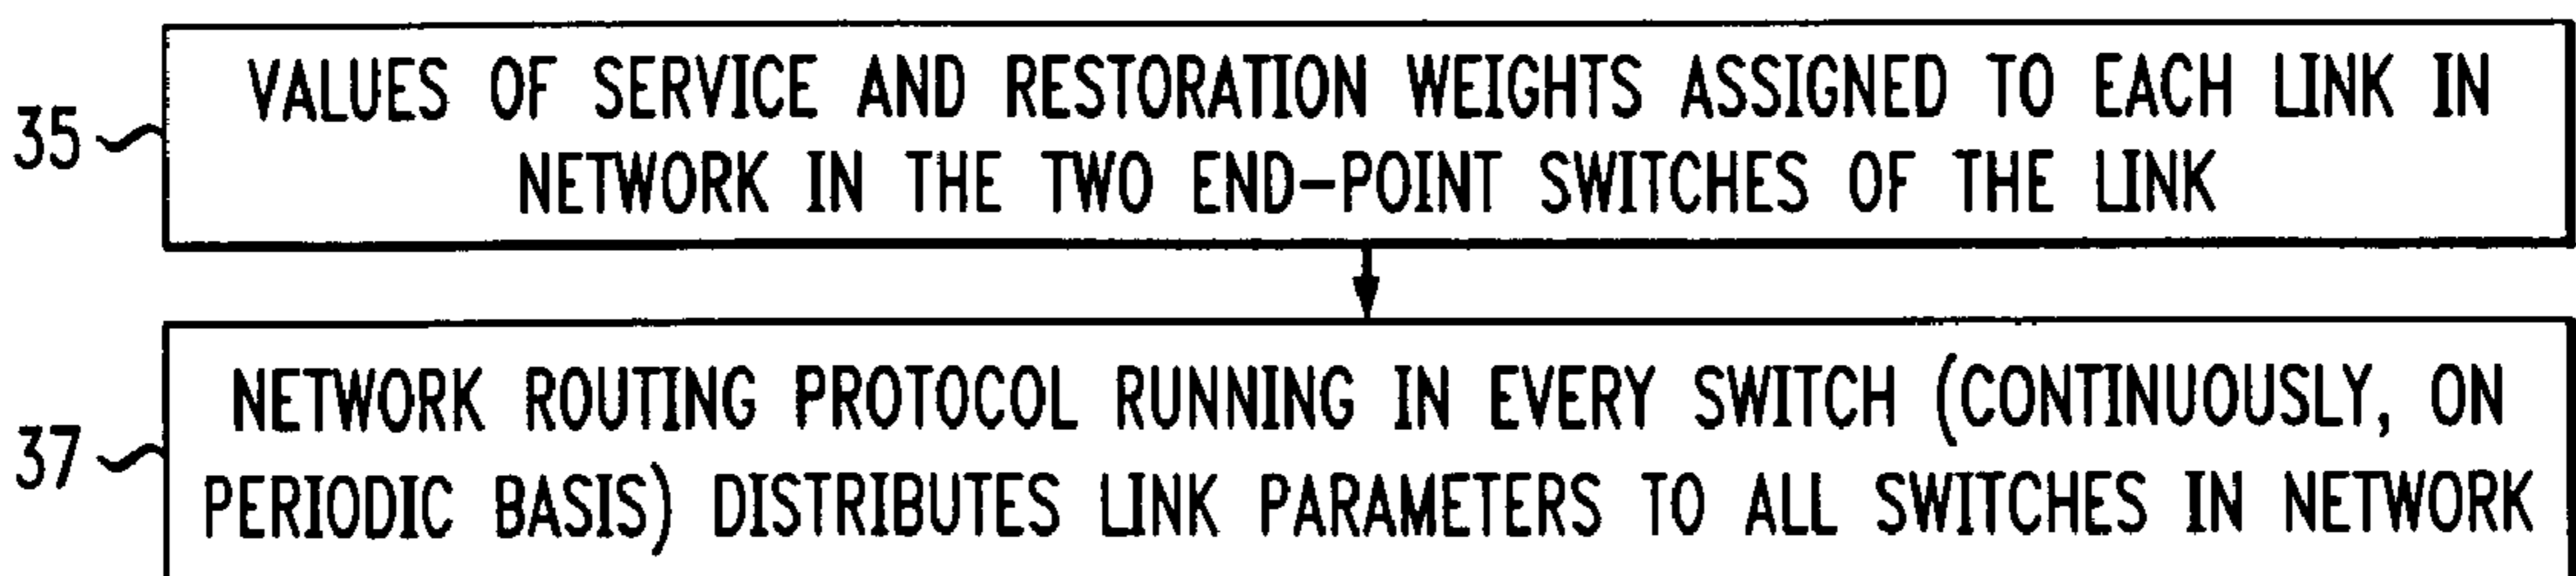 35
VALUES OF SERVICE AND RESTORATION WEIGHTS ASSIGNED TO EACH LINK IN
NETWORK IN THE TWO END-POINT SWITCHES OF THE LINK
37
NETWORK ROUTING PROTOCOL RUNNING IN EVERY SWITCH (CONTINUOUSLY, ON
PERIODIC BASIS) DISTRIBUTES LINK PARAMETERS TO ALL SWITCHES IN NETWORK